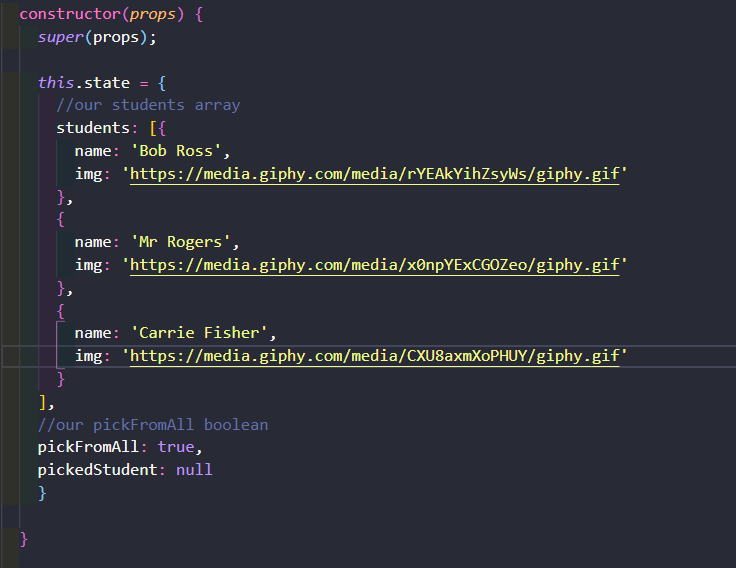 constructor(props) {
super(props);
this.state = {
//our students array
students: [{
name: 'Bob Ross',
img: 'https://media.giphy.com/media/rYEAkYihZsyWs/giphy.gif'
},
{
name: 'Mr Rogers',
img: 'https://media.giphy.com/media/x0npYExCGOZeo/giphy.gif'
},
{
name: 'Carrie Fisher',
img: 'https://media.giphy.com/media/CXU8axmXoPHUY/giphy.gif'
}
],
//our pickFromAll boolean
pickFromAll: true,
pickedStudent: null
}
}